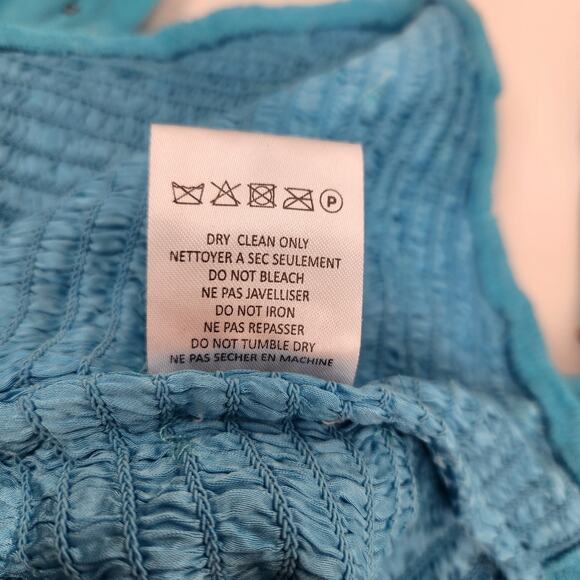 P
DRY CLEAN ONLY
NETTOYER A SEC SEULEMENT
DO NOT BLEACH
NE PAS JAVELLISER
DO NOT IRON
NE PAS REPASSER
DO NOT TUMBLE DRY
NE PAS SECHER EN MACHINE